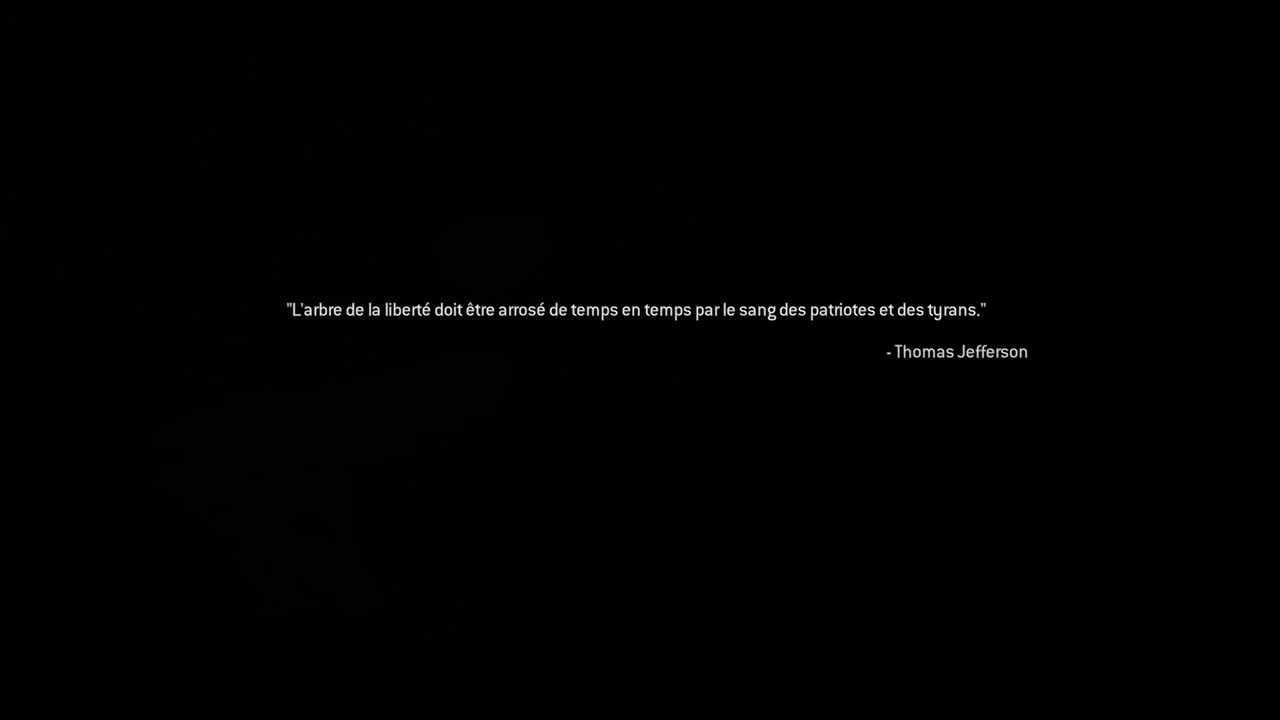 "L'arbre de la liberté doit être arrosé de temps en temps par le sang des patriotes et des tyrans."
- Thomas Jefferson